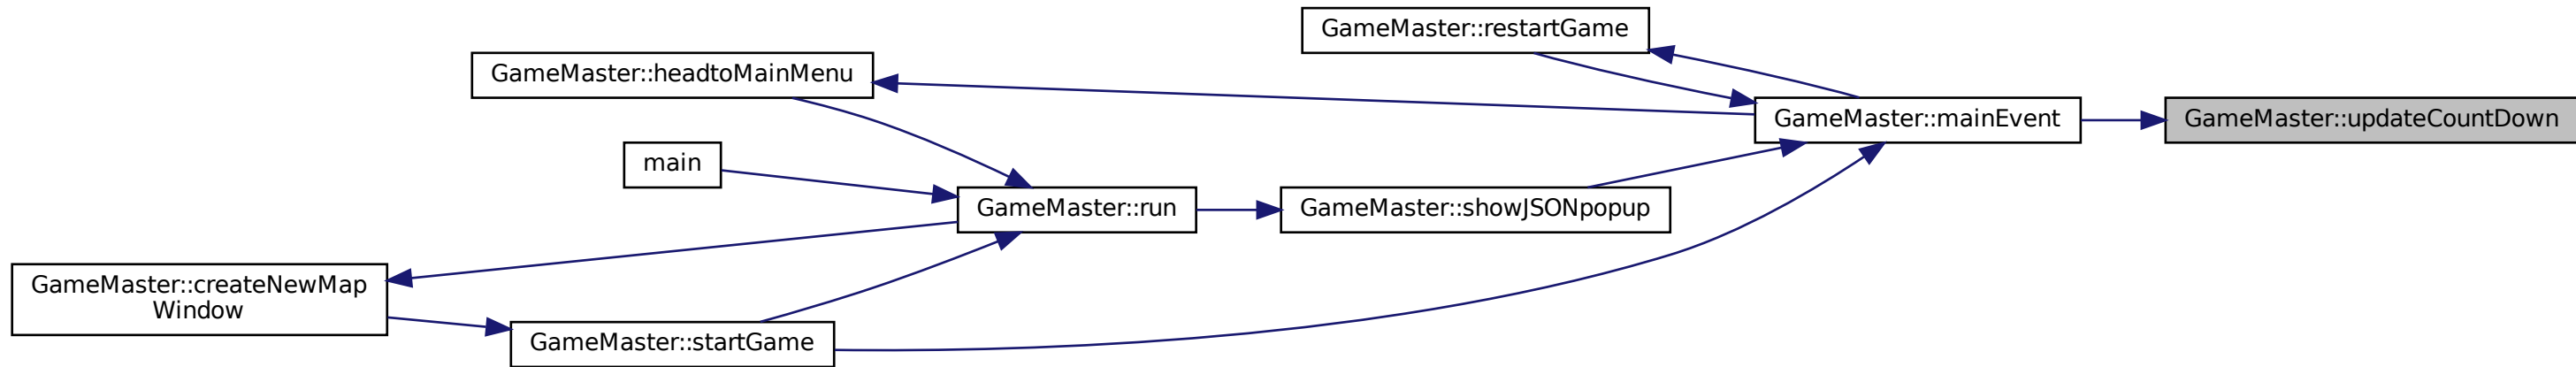 GameMaster::restartGame
GameMaster::headtoMainMenu
GameMaster::mainEvent
GameMaster::updateCountDown
main
GameMaster::run
GameMaster::showJSONpopup
GameMaster::createNewMap
Window
GameMaster::startGame